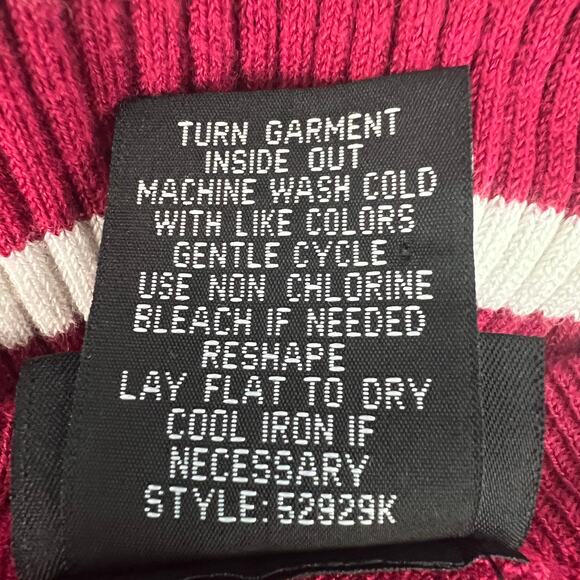 TURN GARMENT
INSIDE OUT
MACHINE WASH COLD
WITH LIKE COLORS
GENTLE CYCLE
USE NON CHLORINE
BLEACH IF NEEDED
RESHAPE
LAY FLAT TO DRY
COOL IRON IF
NECESSARY
STYLE: 52929K